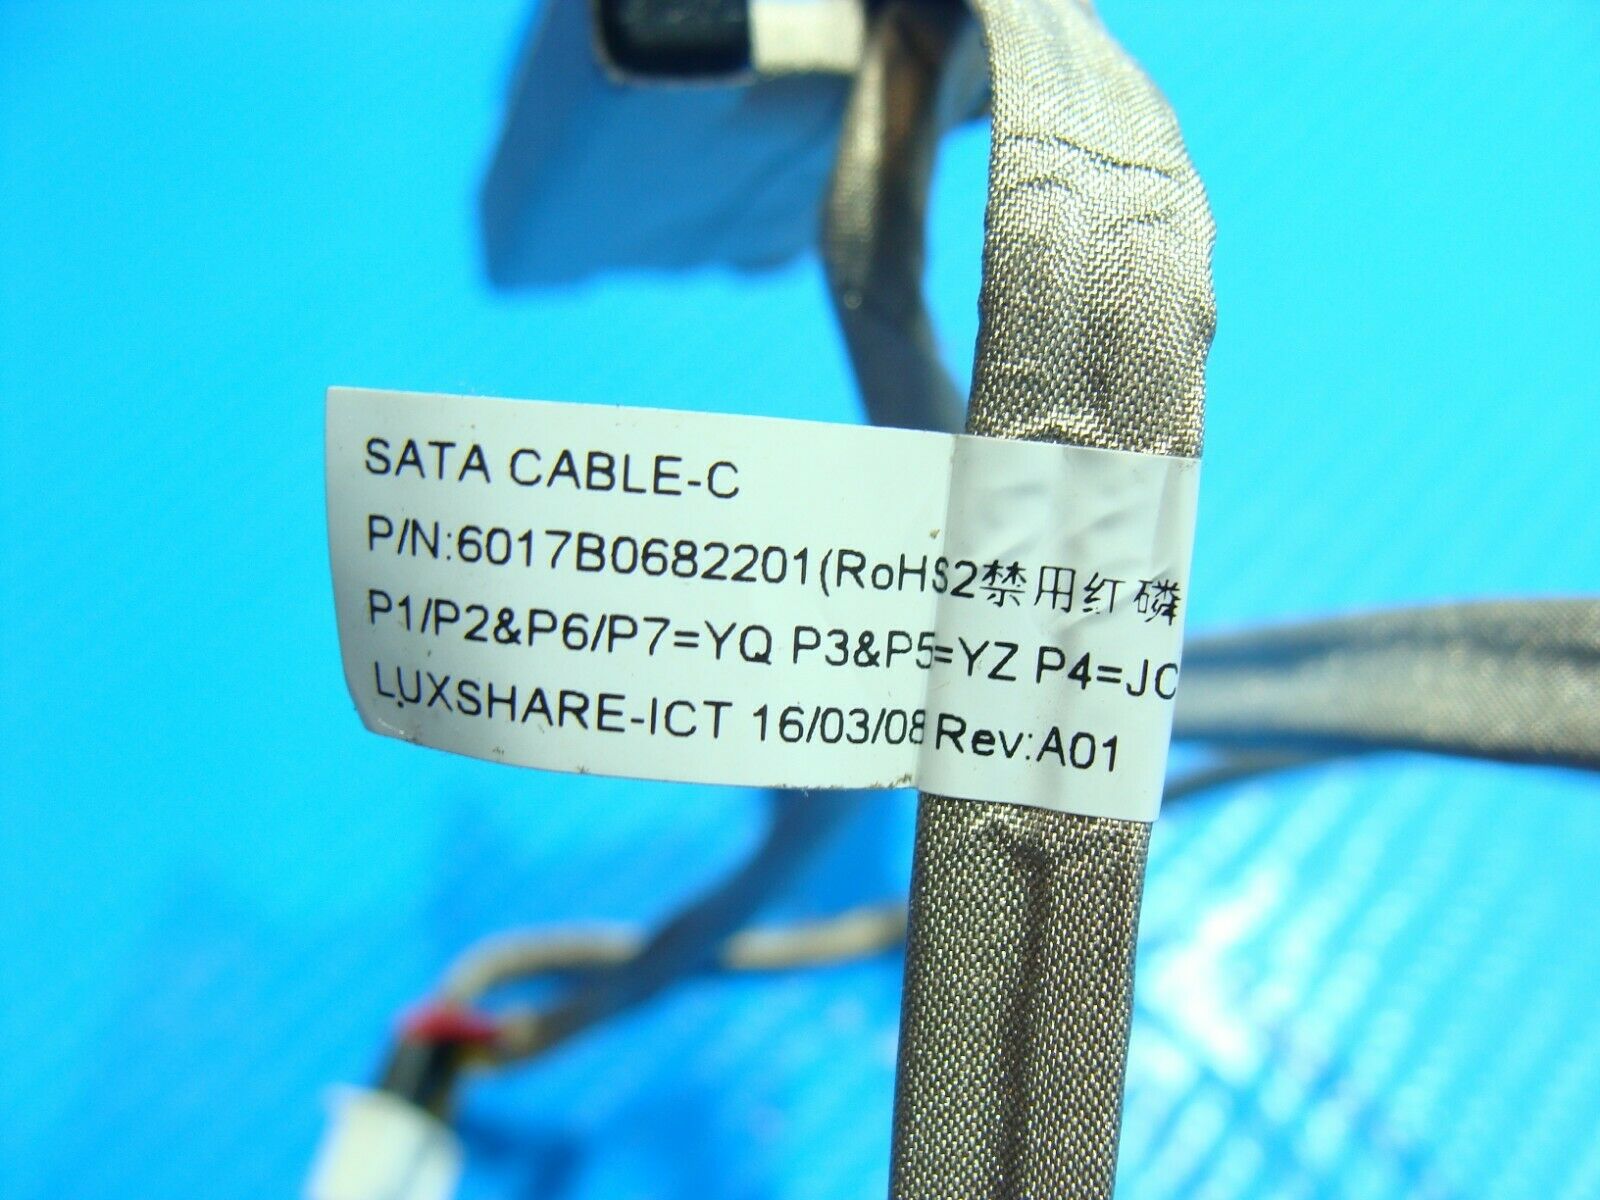 SATA CABLE-C
P/N:6017B0682201(RoHS2禁用红磷
P1/P2&P6/P7=YQ P3&P5=YZ P4=JC
LUXSHARE-ICT 16/03/08 Rev:A01